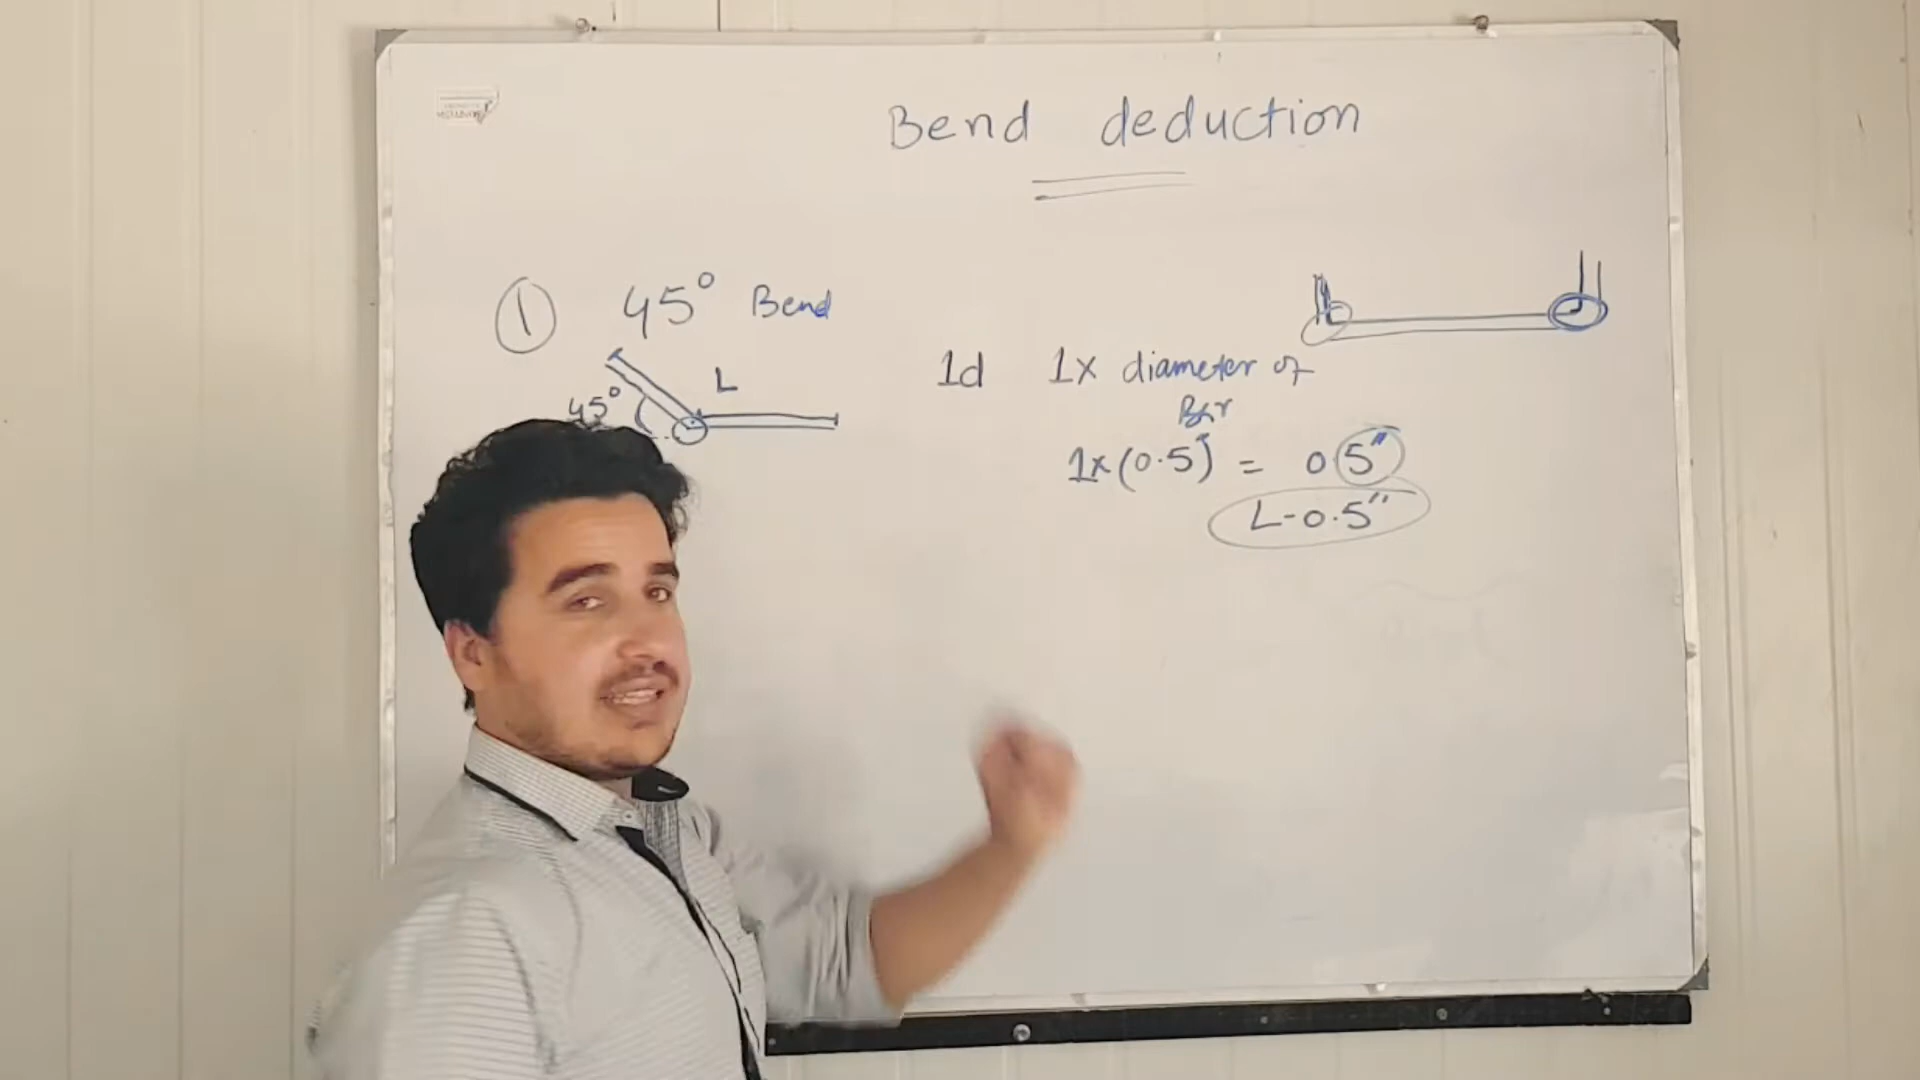 Bend deduction
① 45° Bend
L
45°
1d 1x diameter of
Bar
1x(0.5) = 0.5"
L-0.5"